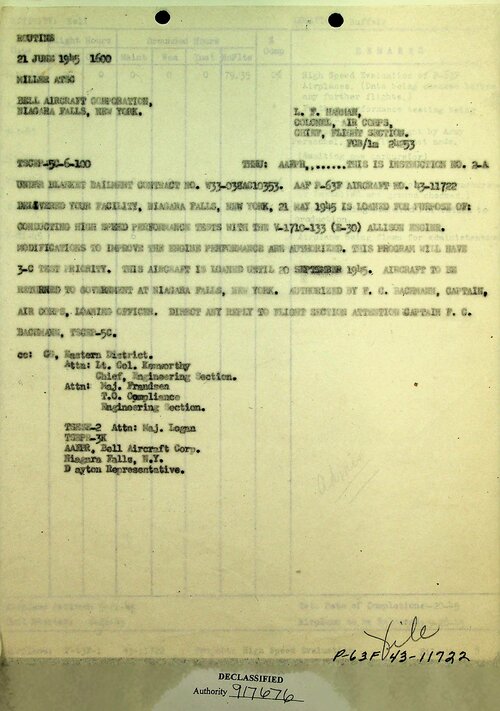 ROUTINE
21 JUNE 1945 1600
MILLER ATSC
BELL AIRCRAFT CORPORATION,
NIAGARA FALLS, NEW YORK.
L. F. HARMAN,
COLONEL, AIR CORPS,
CHIEF, FLIGHT SECTION.
FCB/lm 24253
TSCEP-5C-6-100 THRU: AAFPR,.......THIS IS INSTRUCTION NO. 2-A
UNDER BLANKET BAILMENT CONTRACT NO. W33-038AC10353. AAF P-63F AIRCRAFT NO. 43-11722
DELIVERED YOUR FACILITY, NIAGARA FALLS, NEW YORK, 21 MAY 1945 IS LOANED FOR PURPOSE OF:
CONDUCTING HIGH SPEED PERFORMANCE TESTS WITH THE V-1710-133 (E-30) ALLISON ENGINE.
MODIFICATIONS TO IMPROVE THE ENGINE PERFORMANCE ARE AUTHORIZED. THIS PROGRAM WILL HAVE
3-C TEST PRIORITY. THIS AIRCRAFT IS LOANED UNTIL 20 SEPTEMBER 1945. AIRCRAFT TO BE
RETURNED TO GOVERNMENT AT NIAGARA FALLS, NEW YORK. AUTHORIZED BY F. C. BACHMANN, CAPTAIN,
AIR CORPS, LOANING OFFICER. DIRECT ANY REPLY TO FLIGHT SECTION ATTENTION CAPTAIN F. C.
BACHMANN, TSCEP-5C.
cc: CG, Eastern District.
Attn: Lt. Col. Kenworthy
Chief, Engineering Section.
Attn: Maj. Frandsen
T.O. Compliance
Engineering Section.
Attn: Maj. Logan
AAFPR, Bell Aircraft Corp.
Niagara Falls, N.Y.
D ayton Representative.
file
P-63F 43-11722
DECLASSIFIED
Authority 917676